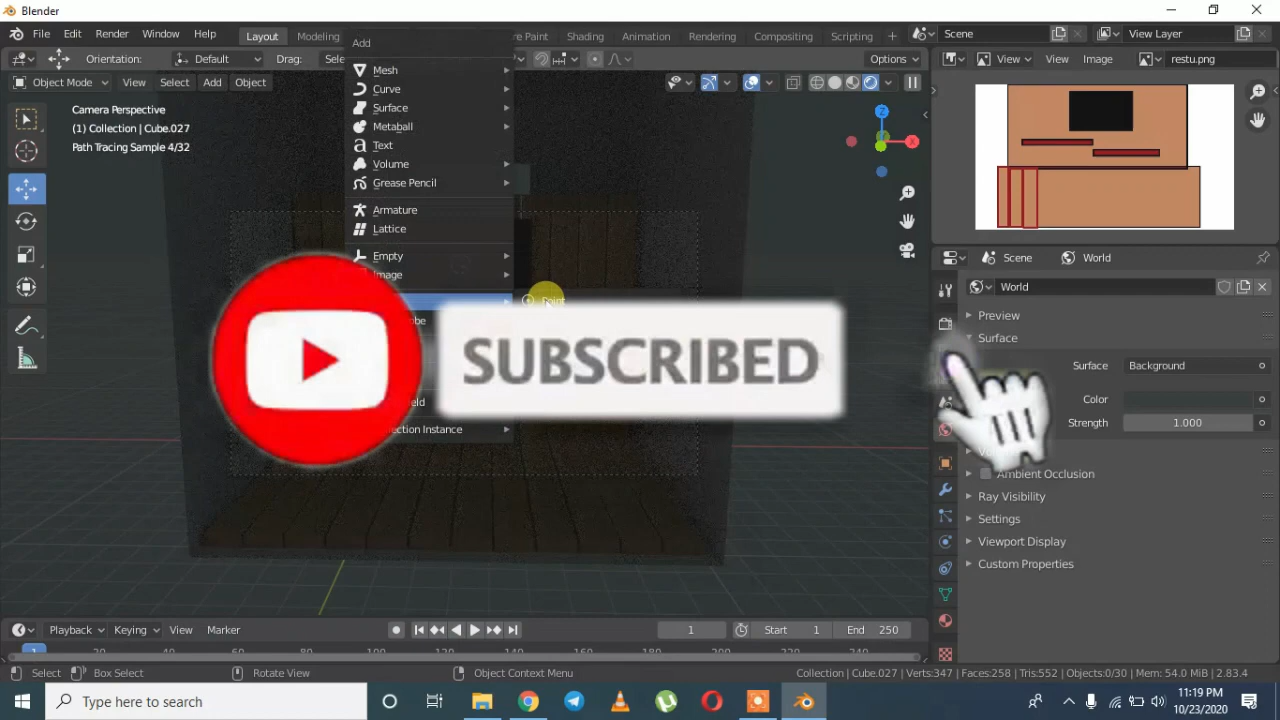 Blender
File Edit Render Window Help Layout Modeling Paint Shading Animation Rendering Compositing Scripting Scene View Layer
Orientation: Default Drag: Options View View Image restu.png
Object Mode View Select Add Object
Camera Perspective
(1) Collection | Cube.027
Path Tracing Sample 4/32
Add
Mesh
Curve
Surface
Metaball
Text
Volume
Grease Pencil
Armature
Lattice
Empty
Image
Point
SUBSCRIBED
Scene World
World
Preview
Surface
Surface Background
Color
Strength 1.000
Ambient Occlusion
Ray Visibility
Settings
Viewport Display
Custom Properties
Playback Keying View Marker 1 Start 1 End 250
Select Box Select Rotate View Object Context Menu Collection | Cube.027 | Verts:347 | Faces:258 | Tris:552 | Objects:0/30 | Mem: 54.0 MiB | 2.83.4
Type here to search
11:19 PM
10/23/2020